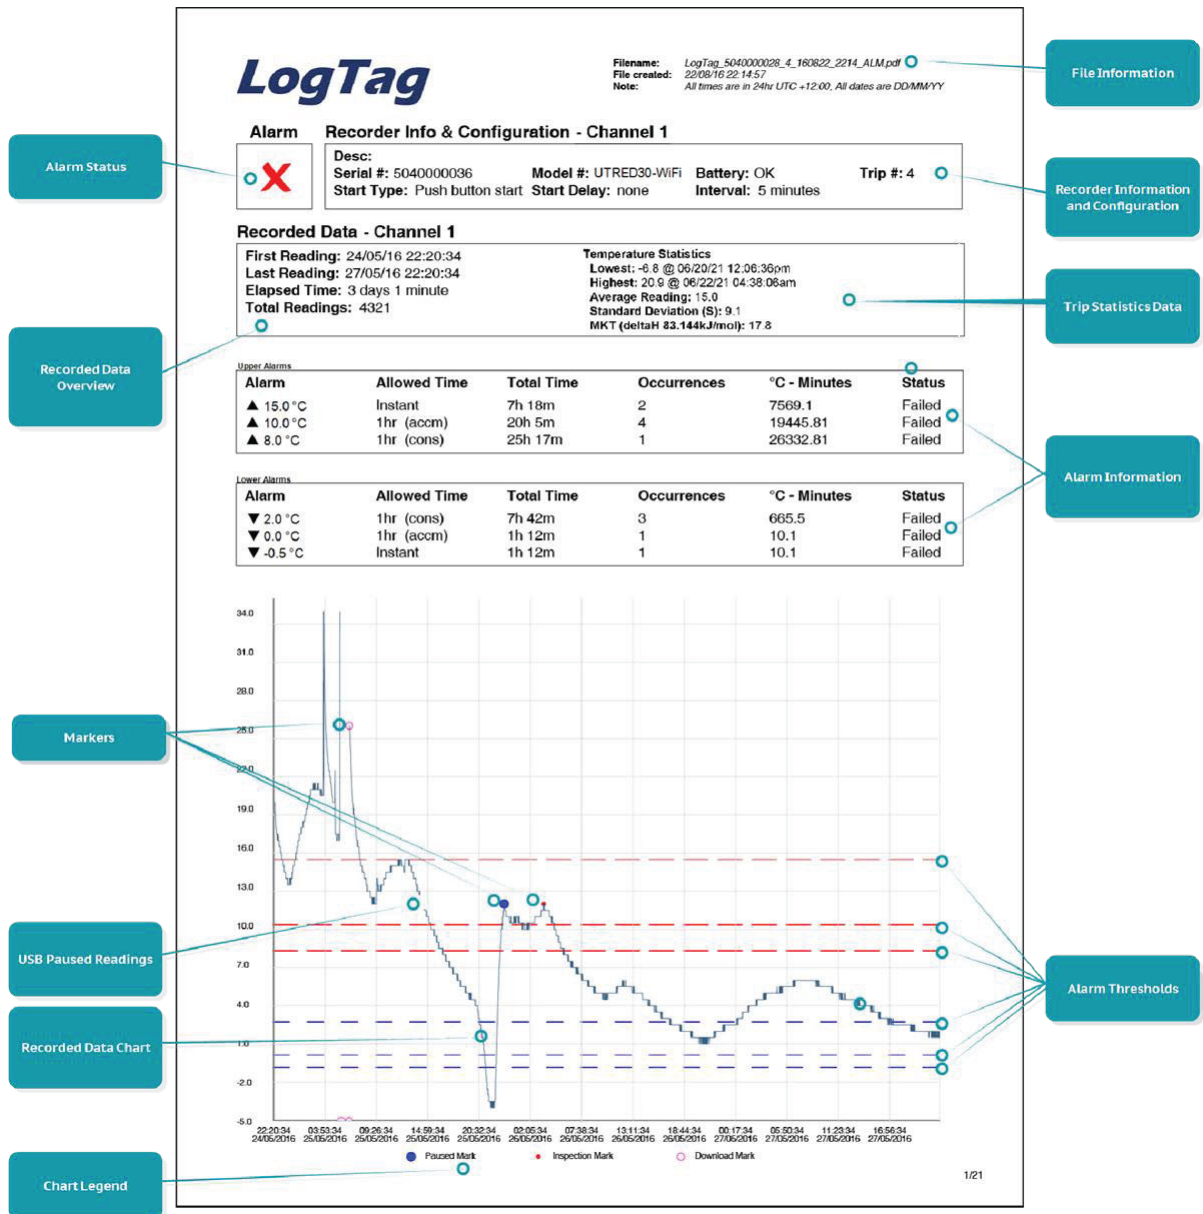 LogTag
Filename: LogTag_5040000028_4_160822_2214_ALM.pdf
File created: 22/08/16 22:14:57
Note: All times are in 24hr UTC +12:00, All dates are DD/MM/YY
File Information
Alarm Status
Alarm
Recorder Info & Configuration - Channel 1
Desc:
Serial #: 5040000036 Model #: UTRED30-WiFi Battery: OK Trip #: 4
Start Type: Push button start Start Delay: none Interval: 5 minutes
Recorder Information
and Configuration
Recorded Data - Channel 1
First Reading: 24/05/16 22:20:34
Last Reading: 27/05/16 22:20:34
Elapsed Time: 3 days 1 minute
Total Readings: 4321
Temperature Statistics
Lowest: -6.8 @ 06/20/21 12:06:36pm
Highest: 20.9 @ 06/22/21 04:38:06am
Average Reading: 15.0
Standard Deviation (S): 9.1
MKT (deltaH 83.144kJ/mol): 17.8
Trip Statistics Data
Recorded Data
Overview
Upper Alarms
Alarm Allowed Time Total Time Occurrences °C - Minutes Status
▲ 15.0 °C Instant 7h 18m 2 7569.1 Failed
▲ 10.0 °C 1hr (accm) 20h 5m 4 19445.81 Failed
▲ 8.0 °C 1hr (cons) 25h 17m 1 26332.81 Failed
Alarm Information
Lower Alarms
Alarm Allowed Time Total Time Occurrences °C - Minutes Status
▼ 2.0 °C 1hr (cons) 7h 42m 3 665.5 Failed
▼ 0.0 °C 1hr (accm) 1h 12m 1 10.1 Failed
▼ -0.5 °C Instant 1h 12m 1 10.1 Failed
34.0
31.0
28.0
25.0
22.0
19.0
16.0
13.0
10.0
7.0
4.0
1.0
-2.0
-5.0
Markers
USB Paused Readings
Recorded Data Chart
Alarm Thresholds
22:20:34 03:53:34 09:26:34 14:59:34 20:32:34 02:05:34 07:38:34 13:11:34 18:44:34 00:17:34 05:50:34 11:23:34 16:56:34
24/05/2016 25/05/2016 25/05/2016 25/05/2016 25/05/2016 26/05/2016 26/05/2016 26/05/2016 26/05/2016 27/05/2016 27/05/2016 27/05/2016 27/05/2016
Paused Mark Inspection Mark Download Mark
Chart Legend
1/21